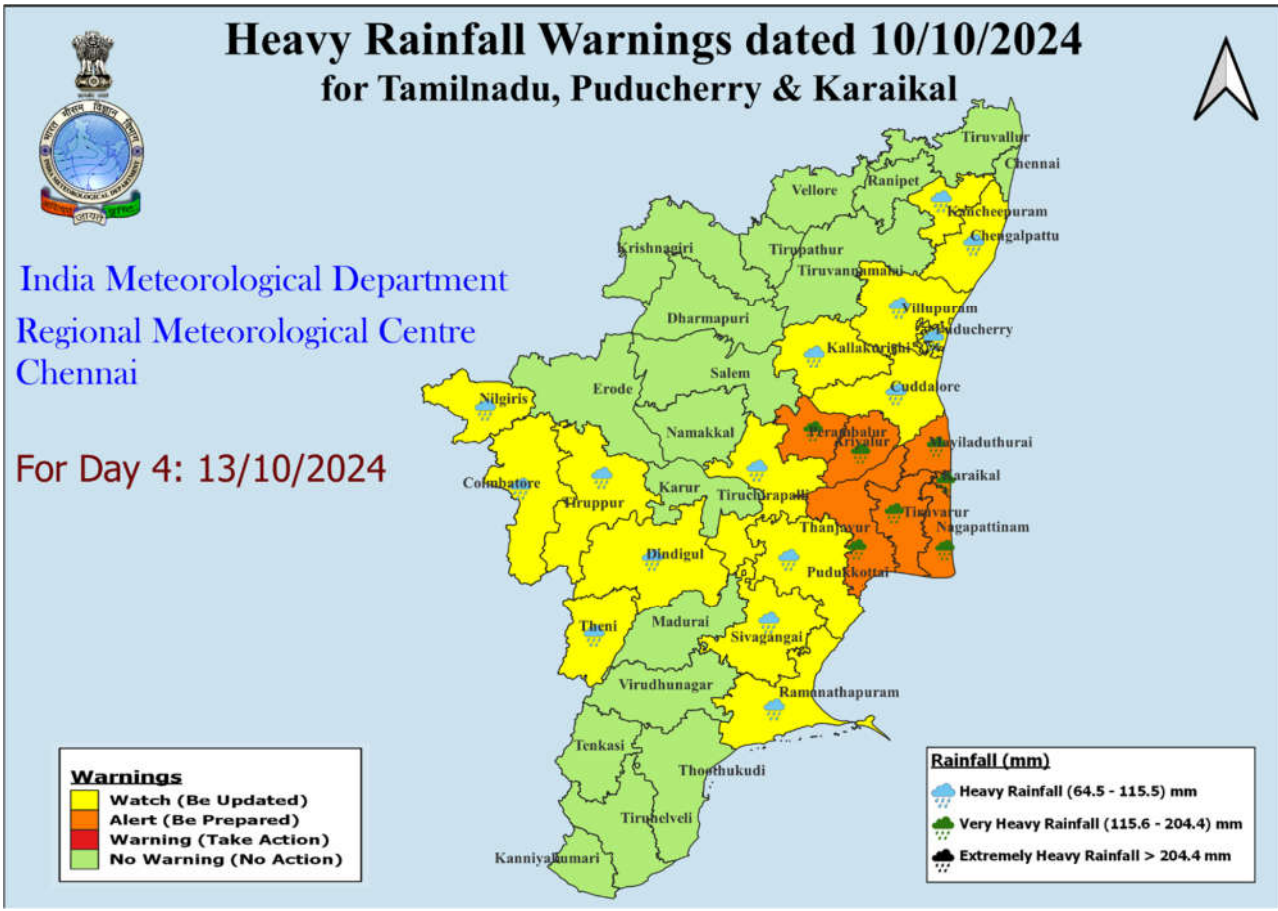 Heavy Rainfall Warnings dated 10/10/2024
for Tamilnadu, Puducherry & Karaikal
INDIA METEOROLOGICAL DEPARTMENT
India Meteorological Department
Regional Meteorological Centre
Chennai
For Day 4: 13/10/2024
Tiruvallur
Chennai
Ranipet
Vellore
Kancheepuram
Chengalpattu
Krishnagiri
Tirupathur
Tiruvannamalai
Villupuram
Dharmapuri
Puducherry
Kallakurichi
Salem
Erode
Cuddalore
Nilgiris
Namakkal
Perambalur
Ariyalur
Mayiladuthurai
Karaikal
Coimbatore
Tiruppur
Karur
Tiruchirapalli
Tiruvarur
Thanjavur
Nagapattinam
Dindigul
Pudukkottai
Theni
Madurai
Sivagangai
Virudhunagar
Ramanathapuram
Tenkasi
Thoothukudi
Tirunelveli
Kanniyakumari
Warnings
Watch (Be Updated)
Alert (Be Prepared)
Warning (Take Action)
No Warning (No Action)
Rainfall (mm)
Heavy Rainfall (64.5 - 115.5) mm
Very Heavy Rainfall (115.6 - 204.4) mm
Extremely Heavy Rainfall > 204.4 mm